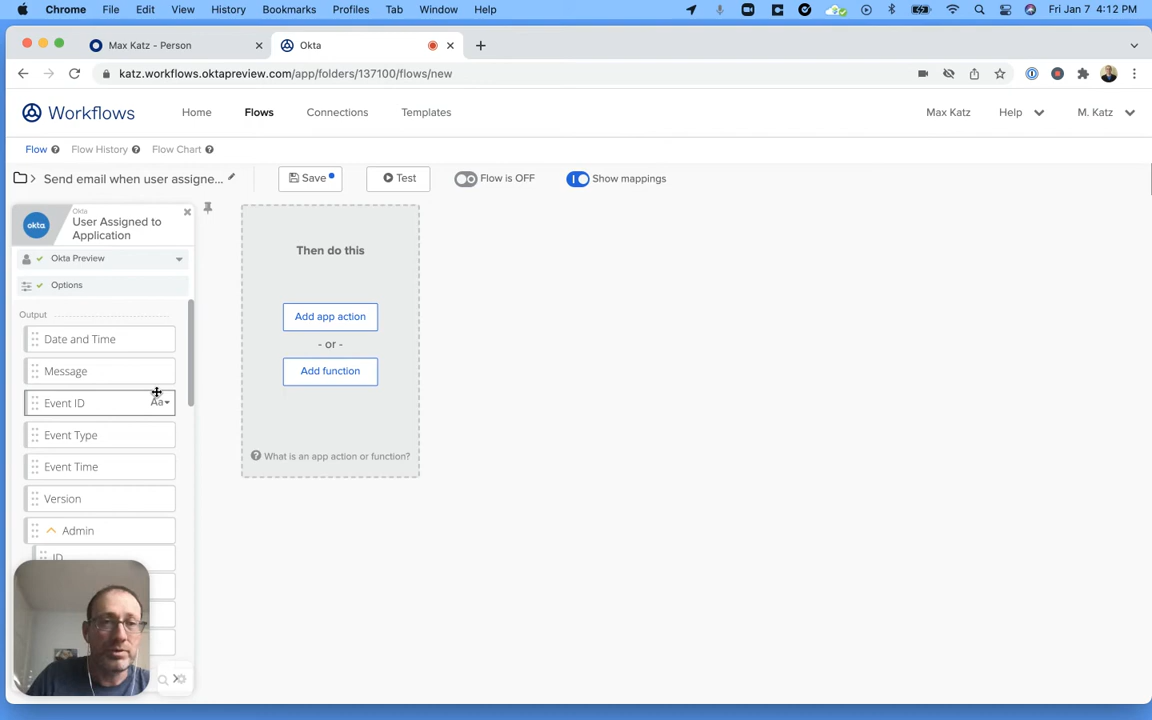 Chrome File Edit View History Bookmarks Profiles Tab Window Help Fri Jan 7 4:12 PM
Max Katz - Person
Okta
katz.workflows.oktapreview.com/app/folders/137100/flows/new
Workflows Home Flows Connections Templates Max Katz Help M. Katz
Flow Flow History Flow Chart
Send email when user assigne... Save Test Flow is OFF Show mappings
okta
Okta
User Assigned to
Application
Okta Preview
Options
Output
Date and Time
Message
Event ID Aa
Event Type
Event Time
Version
Admin
ID
Then do this
Add app action
- or -
Add function
What is an app action or function?